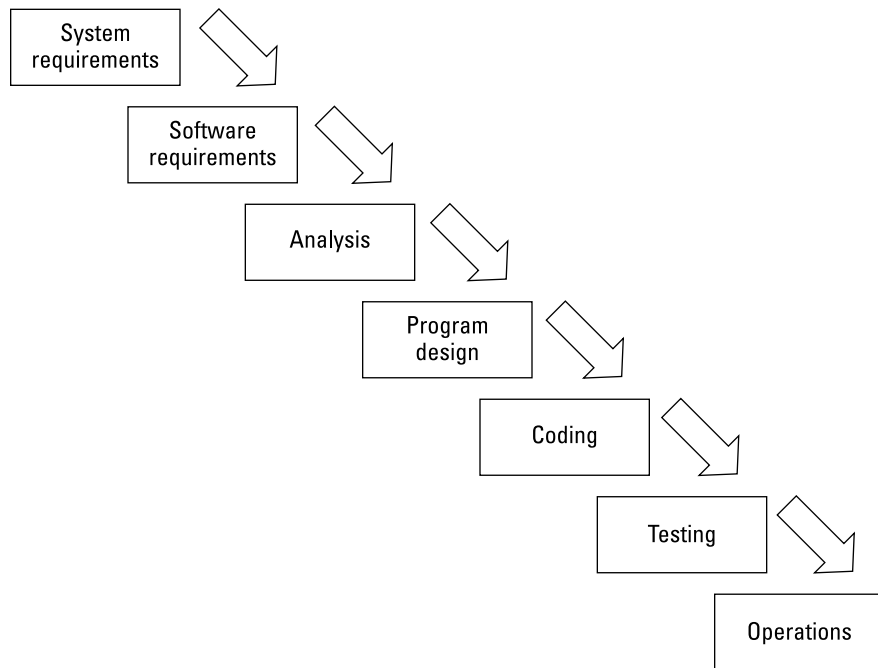 System
requirements
Software
requirements
Analysis
Program
design
Coding
Testing
Operations